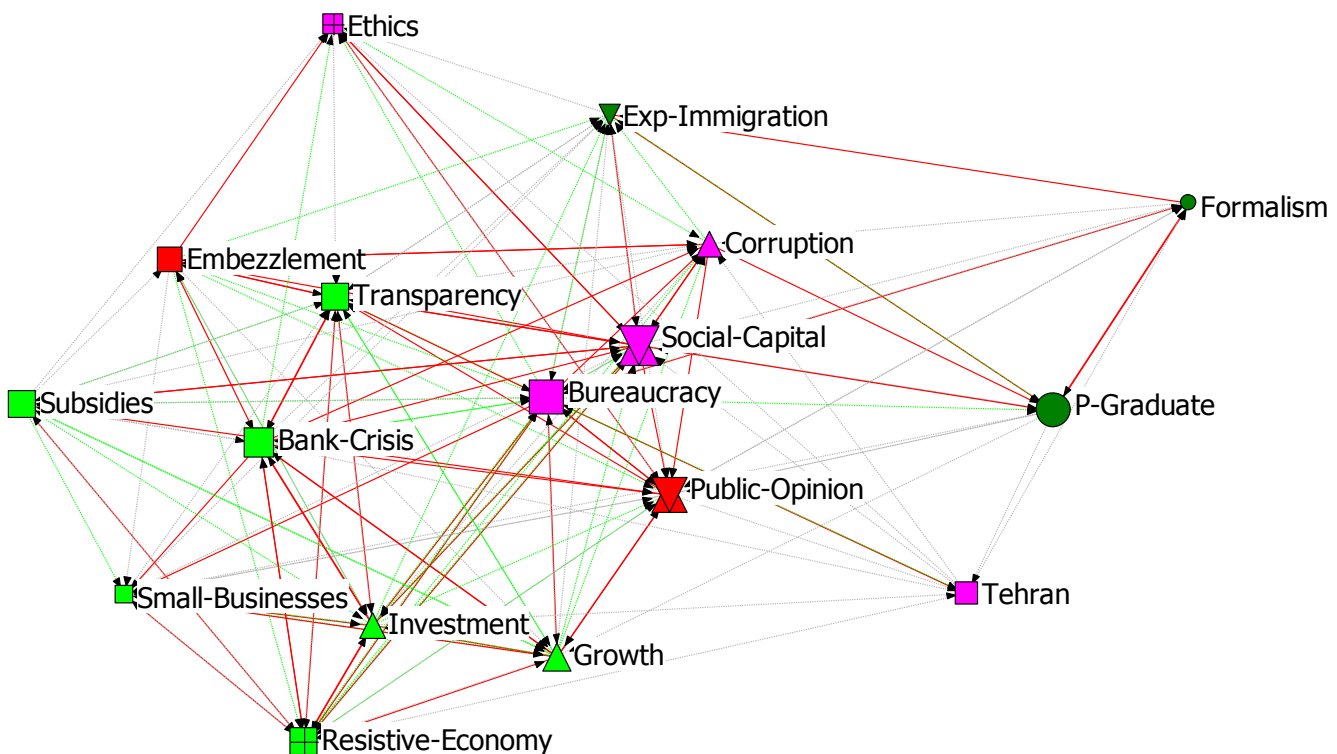 Ethics
Exp-Immigration
Formalism
Corruption
Embezzlement
Transparency
Social-Capital
Bureaucracy
Subsidies
P-Graduate
Bank-Crisis
Public-Opinion
Small-Businesses
Tehran
Investment
Growth
Resistive-Economy